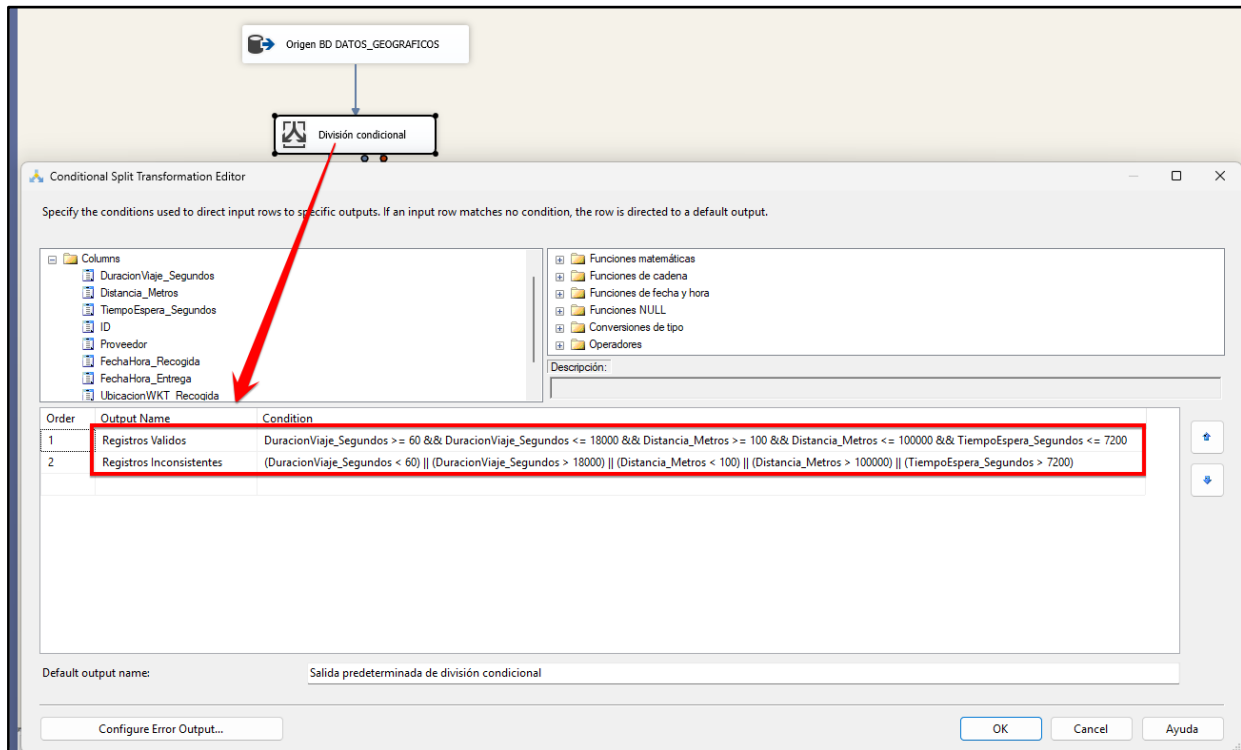 Origen BD DATOS_GEOGRAFICOS
División condicional
Conditional Split Transformation Editor
Specify the conditions used to direct input rows to specific outputs. If an input row matches no condition, the row is directed to a default output.
Columns
DuracionViaje_Segundos
Distancia_Metros
TiempoEspera_Segundos
ID
Proveedor
FechaHora_Recogida
FechaHora_Entrega
UbicacionWKT_Recogida
Funciones matemáticas
Funciones de cadena
Funciones de fecha y hora
Funciones NULL
Conversiones de tipo
Operadores
Descripción:
Order Output Name Condition
1 Registros Validos DuracionViaje_Segundos >= 60 && DuracionViaje_Segundos <= 18000 && Distancia_Metros >= 100 && Distancia_Metros <= 100000 && TiempoEspera_Segundos <= 7200
2 Registros Inconsistentes (DuracionViaje_Segundos < 60) || (DuracionViaje_Segundos > 18000) || (Distancia_Metros < 100) || (Distancia_Metros > 100000) || (TiempoEspera_Segundos > 7200)
Default output name: Salida predeterminada de división condicional
Configure Error Output... OK Cancel Ayuda